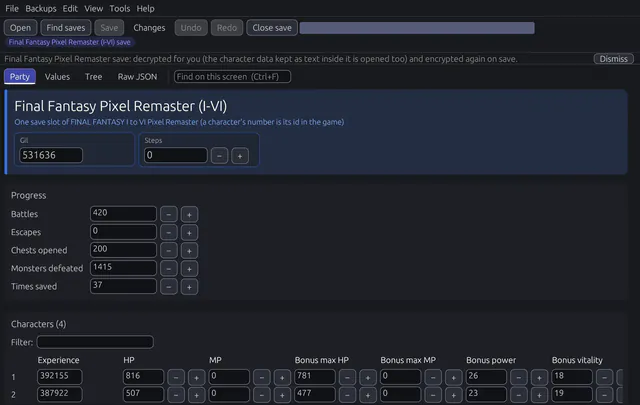 File Backups Edit View Tools Help
Open Find saves Save Changes Undo Redo Close save
Final Fantasy Pixel Remaster (I-VI) save
Final Fantasy Pixel Remaster save: decrypted for you (the character data kept as text inside it is opened too) and encrypted again on save. Dismiss
Party Values Tree Raw JSON Find on this screen (Ctrl+F)
Final Fantasy Pixel Remaster (I-VI)
One save slot of FINAL FANTASY I to VI Pixel Remaster (a character's number is its id in the game)
Gil Steps
531636 0 − +
Progress
Battles 420 − +
Escapes 0 − +
Chests opened 200 − +
Monsters defeated 1415 − +
Times saved 37 − +
Characters (4)
Filter:
Experience HP MP Bonus max HP Bonus max MP Bonus power Bonus vitality
1 392155 816 − + 0 − + 781 − + 0 − + 26 − + 18 −
2 387922 507 − + 0 − + 477 − + 0 − + 23 − + 19 −